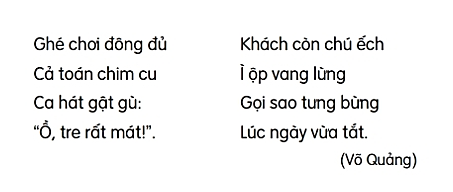 Ghé chơi đông đủ
Cả toán chim cu
Ca hát gật gù:
“Ồ, tre rất mát!”.
Khách còn chú ếch
Ì ộp vang lừng
Gọi sao tưng bừng
Lúc ngày vừa tắt.
(Võ Quảng)